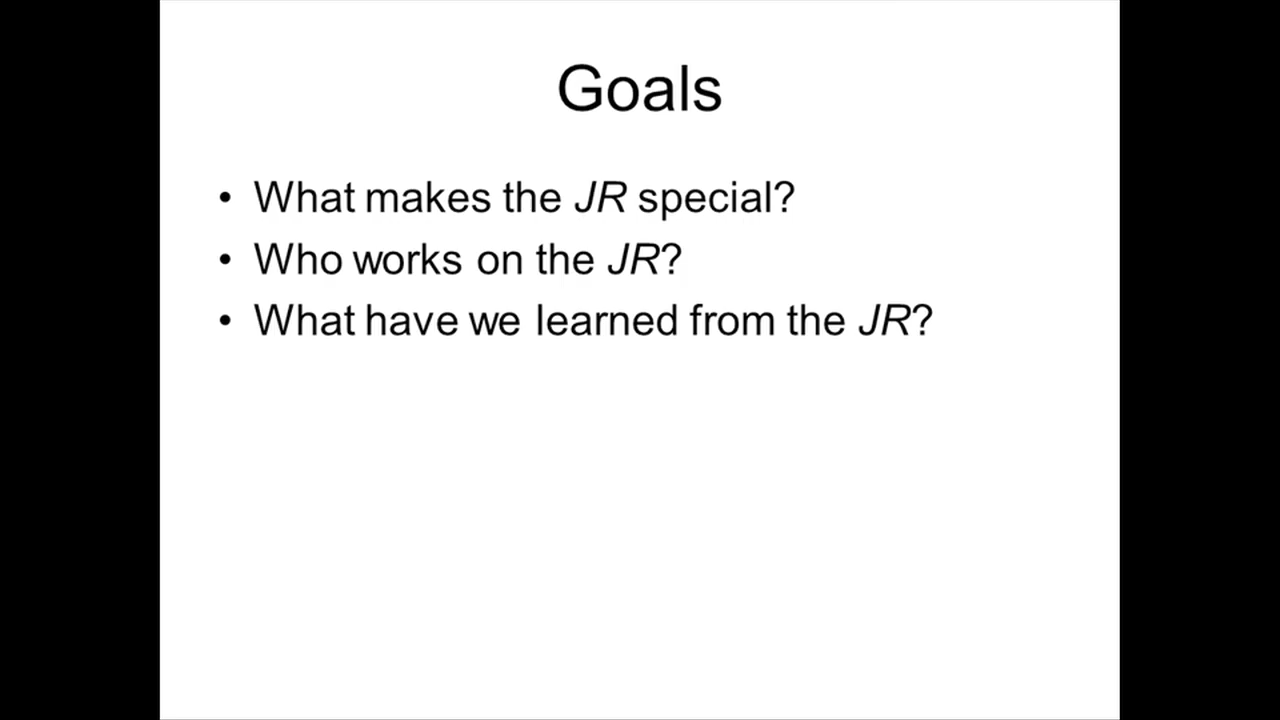 Goals
• What makes the JR special?
• Who works on the JR?
• What have we learned from the JR?